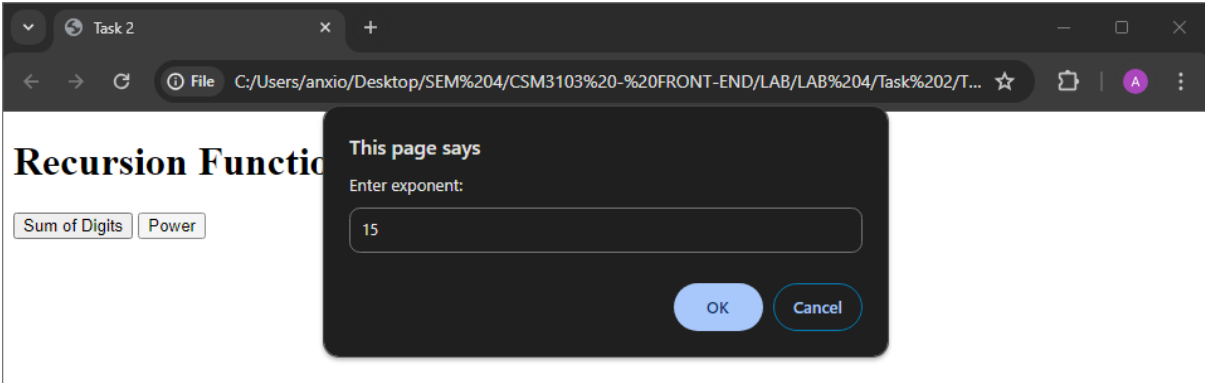 Task 2
File C:/Users/anxio/Desktop/SEM%204/CSM3103%20-%20FRONT-END/LAB/LAB%204/Task%202/T...
A
This page says
Recursion Functio
Enter exponent:
Sum of Digits Power
15
OK Cancel